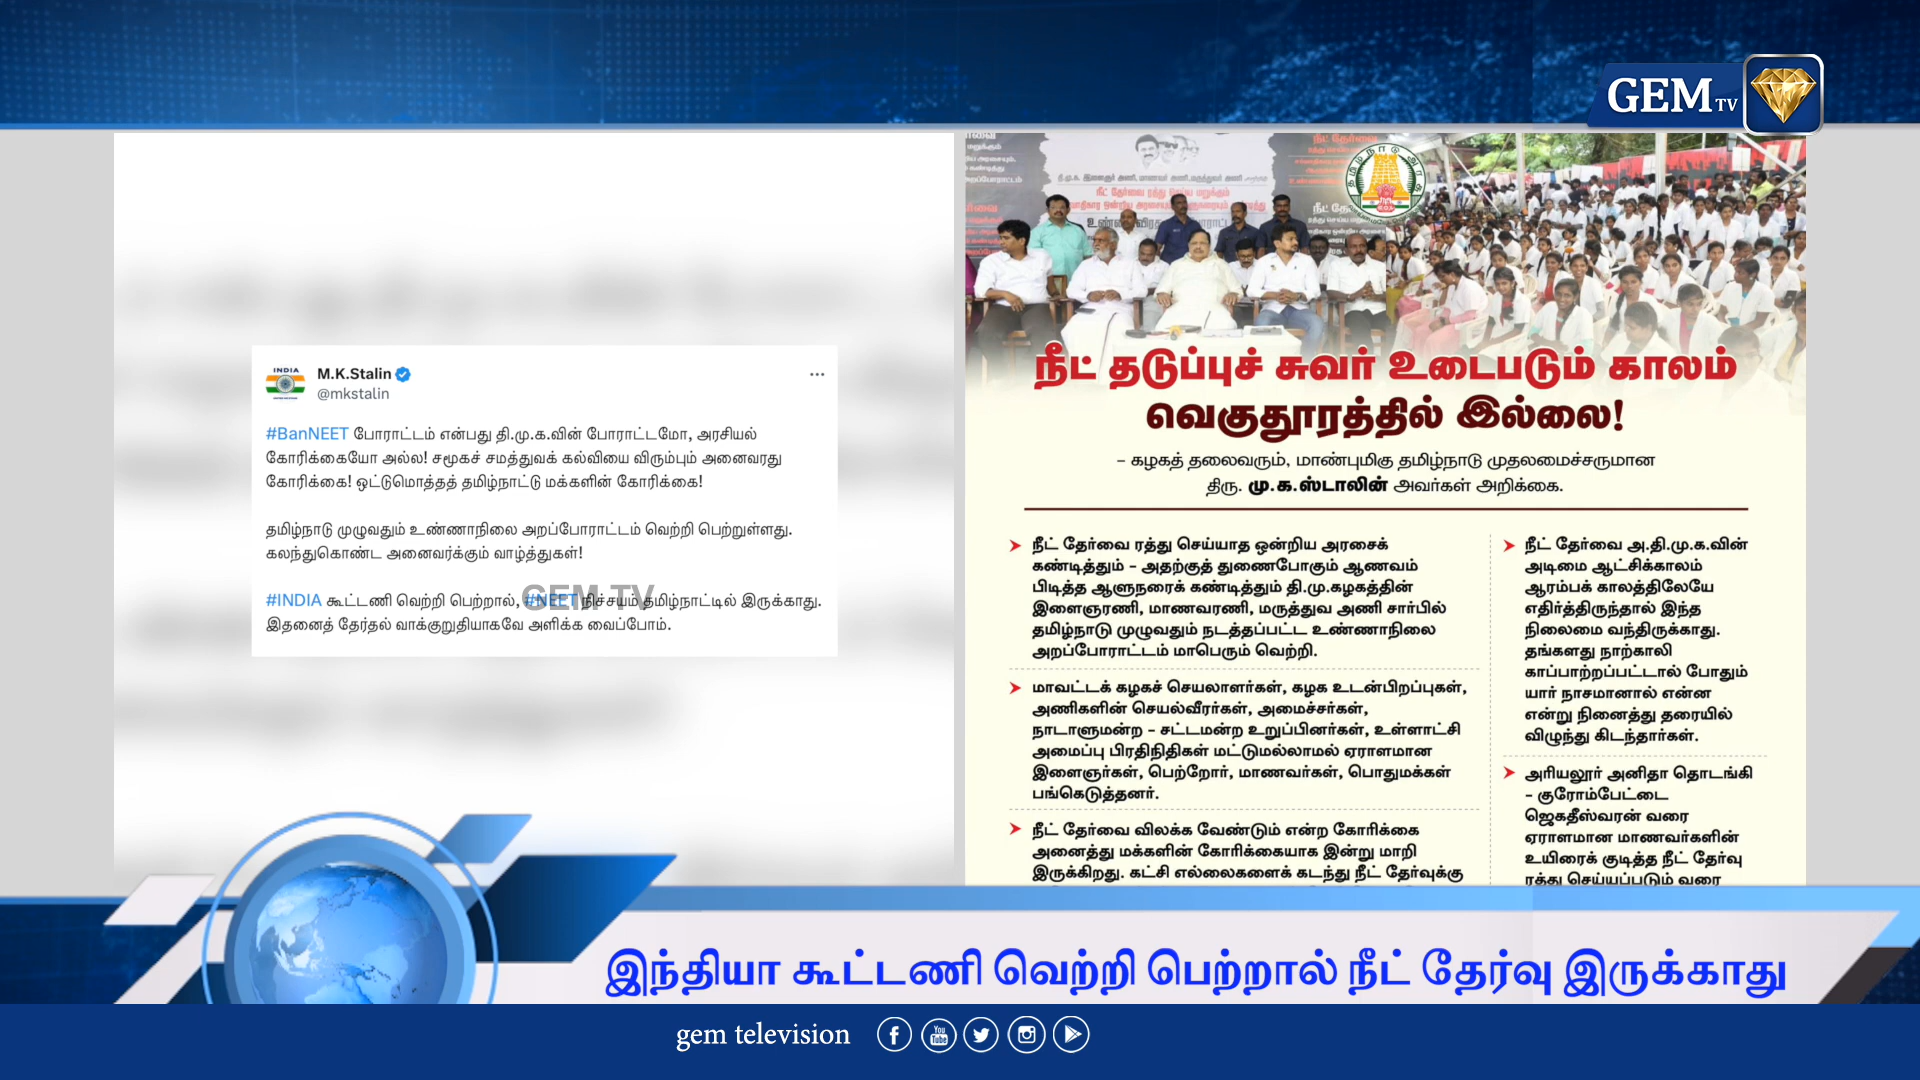 GEM TV
M.K.Stalin
@mkstalin
#BanNEET போராட்டம் என்பது தி.மு.க.வின் போராட்டமோ, அரசியல்
கோரிக்கையோ அல்ல! சமூகச் சமத்துவக் கல்வியை விரும்பும் அனைவரது
கோரிக்கை! ஒட்டுமொத்தத் தமிழ்நாட்டு மக்களின் கோரிக்கை!
தமிழ்நாடு முழுவதும் உண்ணாநிலை அறப்போராட்டம் வெற்றி பெற்றுள்ளது.
கலந்துகொண்ட அனைவர்க்கும் வாழ்த்துகள்!
#INDIA கூட்டணி வெற்றி பெற்றால், #NEET நிச்சயம் தமிழ்நாட்டில் இருக்காது.
இதனைத் தேர்தல் வாக்குறுதியாகவே அளிக்க வைப்போம்.
GEM TV
நீட் தடுப்புச் சுவர் உடைபடும் காலம்
வெகுதூரத்தில் இல்லை!
– கழகத் தலைவரும், மாண்புமிகு தமிழ்நாடு முதலமைச்சருமான
திரு. மு.க.ஸ்டாலின் அவர்கள் அறிக்கை.
நீட் தேர்வை ரத்து செய்யாத ஒன்றிய அரசைக்
கண்டித்தும் – அதற்குத் துணைபோகும் ஆணவம்
பிடித்த ஆளுநரைக் கண்டித்தும் தி.மு.கழகத்தின்
இளைஞரணி, மாணவரணி, மருத்துவ அணி சார்பில்
தமிழ்நாடு முழுவதும் நடத்தப்பட்ட உண்ணாநிலை
அறப்போராட்டம் மாபெரும் வெற்றி.
மாவட்டக் கழகச் செயலாளர்கள், கழக உடன்பிறப்புகள்,
அணிகளின் செயல்வீரர்கள், அமைச்சர்கள்,
நாடாளுமன்ற – சட்டமன்ற உறுப்பினர்கள், உள்ளாட்சி
அமைப்பு பிரதிநிதிகள் மட்டுமல்லாமல் ஏராளமான
இளைஞர்கள், பெற்றோர், மாணவர்கள், பொதுமக்கள்
பங்கெடுத்தனர்.
நீட் தேர்வை விலக்க வேண்டும் என்ற கோரிக்கை
அனைத்து மக்களின் கோரிக்கையாக இன்று மாறி
இருக்கிறது. கட்சி எல்லைகளைக் கடந்து நீட் தேர்வுக்கு
நீட் தேர்வை அ.தி.மு.க.வின்
அடிமை ஆட்சிக்காலம்
ஆரம்பக் காலத்திலேயே
எதிர்த்திருந்தால் இந்த
நிலைமை வந்திருக்காது.
தங்களது நாற்காலி
காப்பாற்றப்பட்டால் போதும்
யார் நாசமானால் என்ன
என்று நினைத்து தரையில்
விழுந்து கிடந்தார்கள்.
அரியலூர் அனிதா தொடங்கி
– குரோம்பேட்டை
ஜெகதீஸ்வரன் வரை
ஏராளமான மாணவர்களின்
உயிரைக் குடித்த நீட் தேர்வு
ரத்து செய்யப்படும் வரை
இந்தியா கூட்டணி வெற்றி பெற்றால் நீட் தேர்வு இருக்காது
gem television